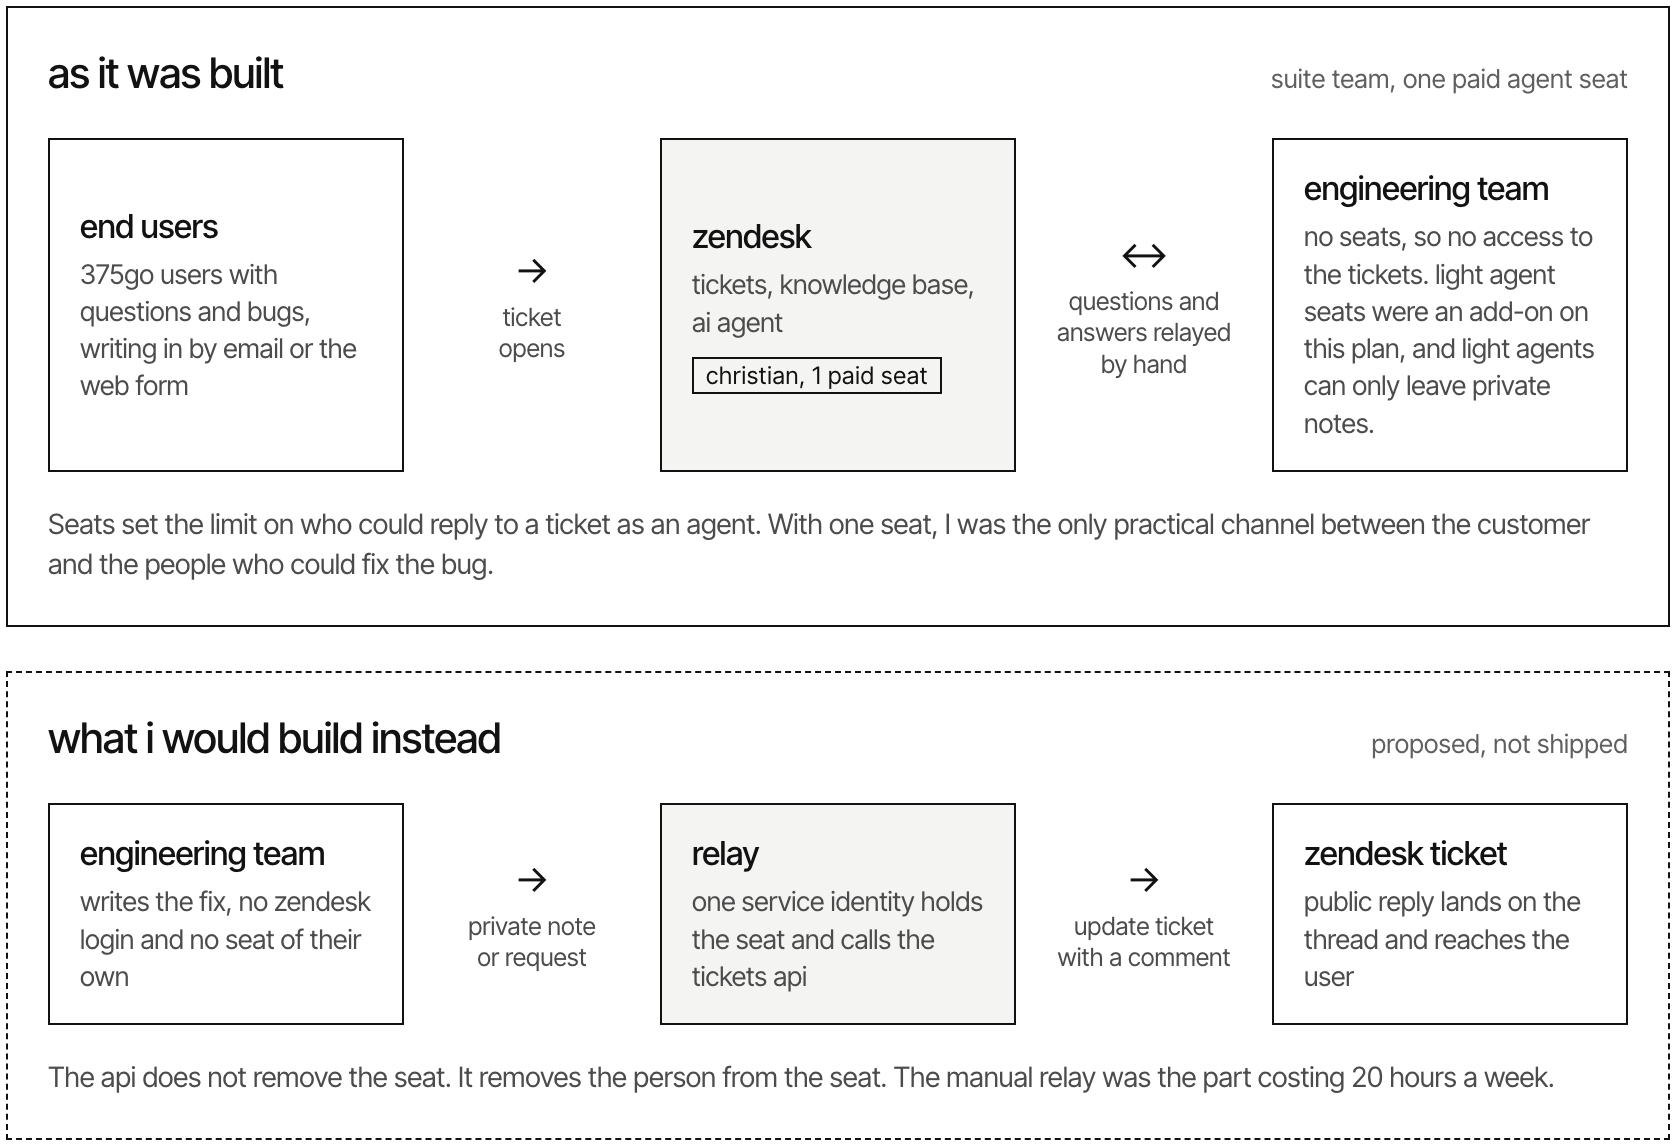 as it was built
suite team, one paid agent seat
end users
375go users with
questions and bugs,
writing in by email or the
web form
→
ticket
opens
zendesk
tickets, knowledge base,
ai agent
christian, 1 paid seat
↔
questions and
answers relayed
by hand
engineering team
no seats, so no access to
the tickets. light agent
seats were an add-on on
this plan, and light agents
can only leave private
notes.
Seats set the limit on who could reply to a ticket as an agent. With one seat, I was the only practical channel between the customer
and the people who could fix the bug.
what i would build instead
proposed, not shipped
engineering team
writes the fix, no zendesk
login and no seat of their
own
→
private note
or request
relay
one service identity holds
the seat and calls the
tickets api
→
update ticket
with a comment
zendesk ticket
public reply lands on the
thread and reaches the
user
The api does not remove the seat. It removes the person from the seat. The manual relay was the part costing 20 hours a week.